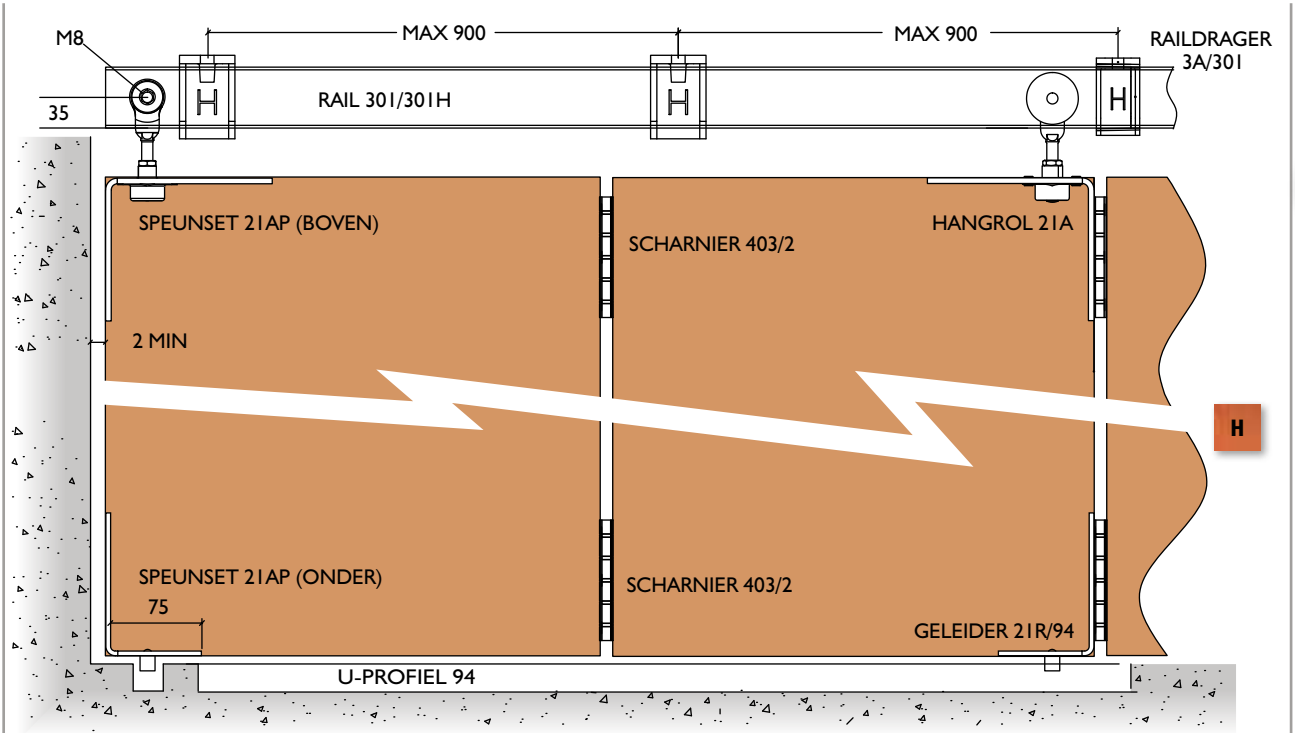 MAX 900
MAX 900
M8
RAILDRAGER
3A/301
RAIL 301/301H
H
H
H
35
SPEUNSET 21AP (BOVEN)
HANGROL 21A
SCHARNIER 403/2
2 MIN
H
SPEUNSET 21AP (ONDER)
SCHARNIER 403/2
75
GELEIDER 21R/94
U-PROFIEL 94